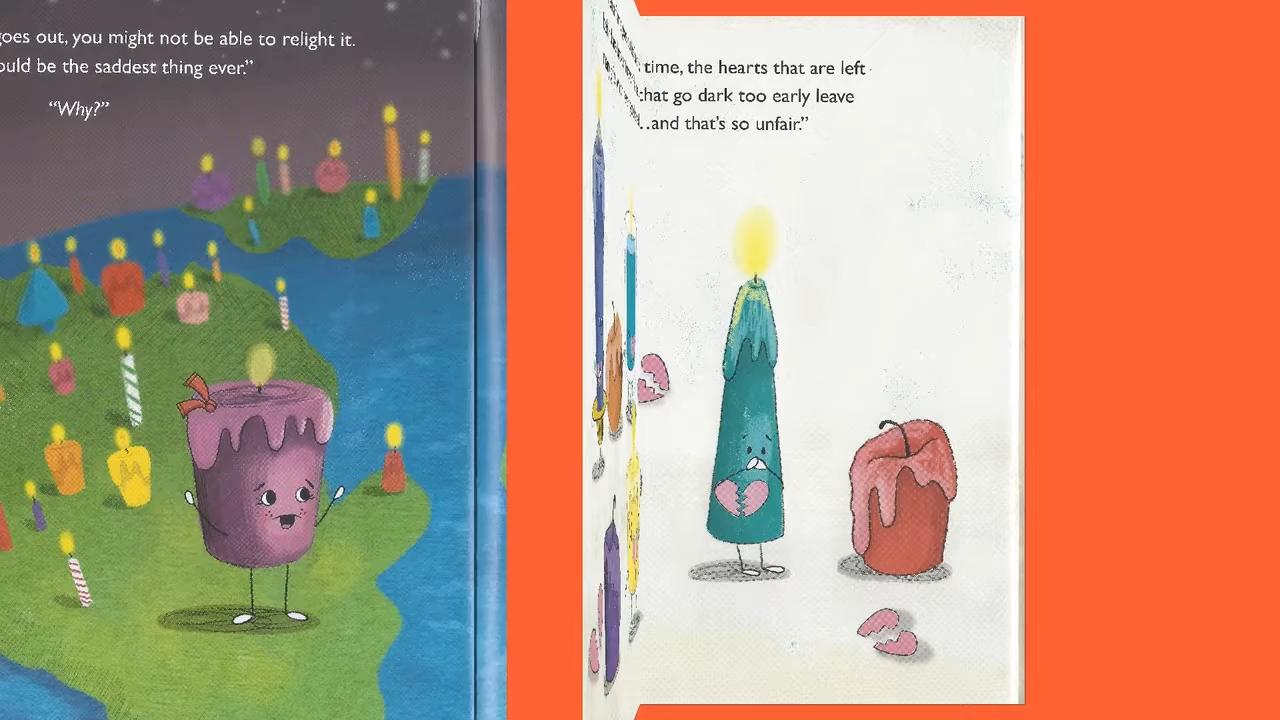 goes out, you might not be able to relight it.
ould be the saddest thing ever.”
“Why?”
time, the hearts that are left
that go dark too early leave
. . .and that’s so unfair.”